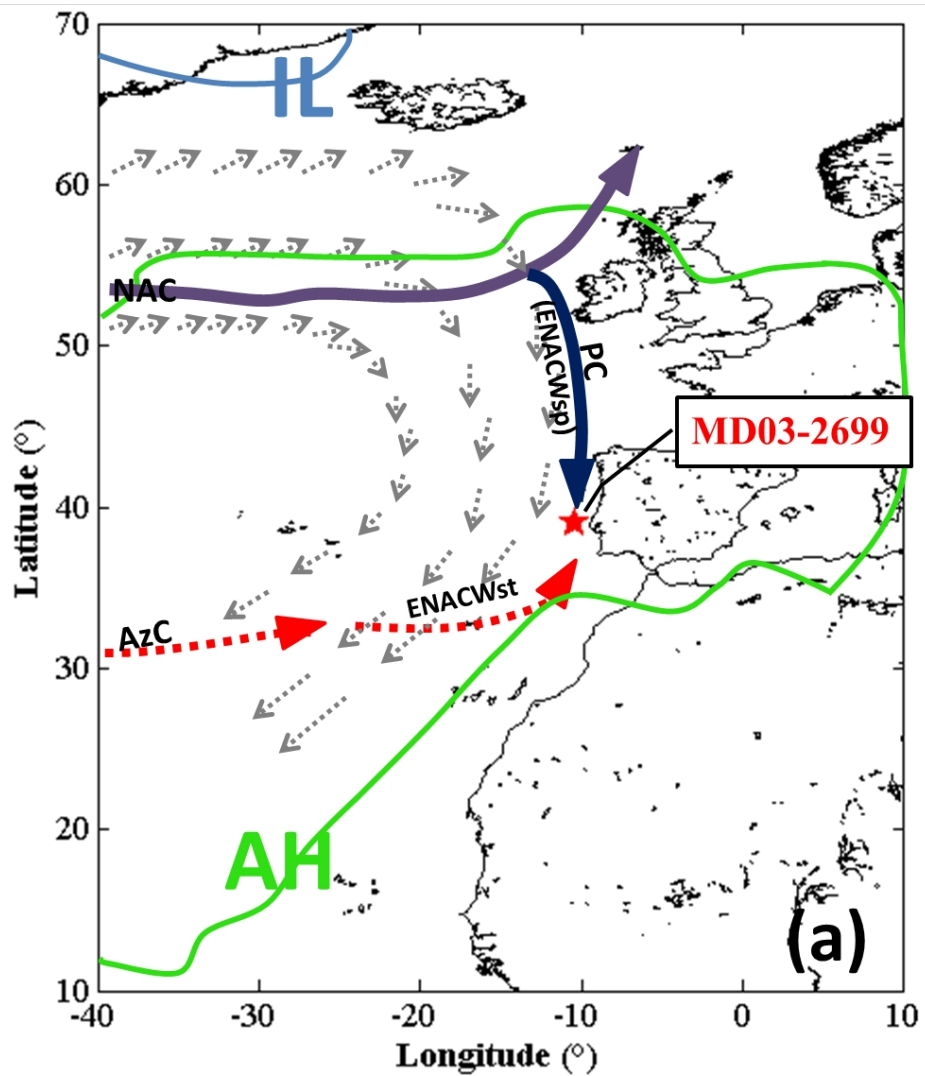 70
IL
60
NAC
50
PC
(ENACWsp)
MD03-2699
40
ENACWst
AzC
30
20
AH
(a)
10
-40
-30
-20
-10
0
10
Latitude (°)
Longitude (°)